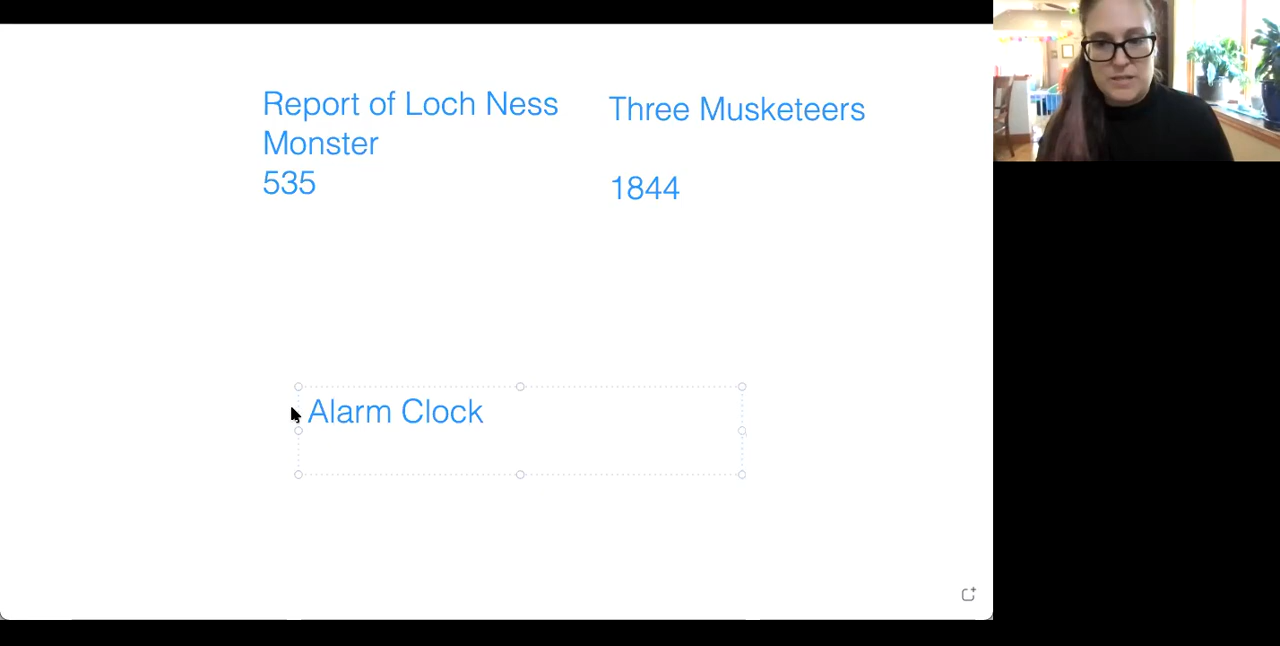 Report of Loch Ness
Monster
535
Three Musketeers
1844
Alarm Clock